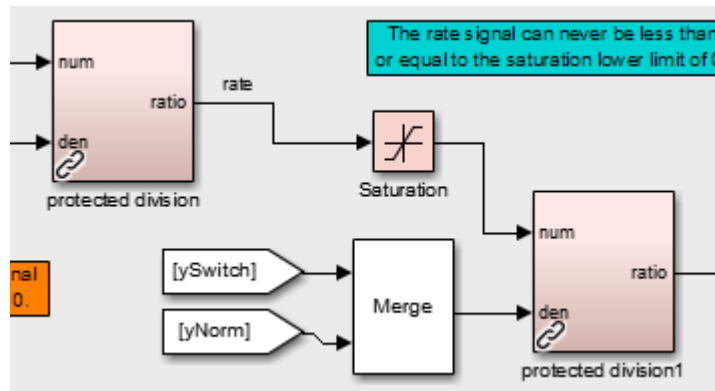 The rate signal can never be less than
or equal to the saturation lower limit of
num
rate
ratio
den
protected division
Saturation
num
[ySwitch]
nal
0.
ratio
Merge
[yNorm]
den
protected division1